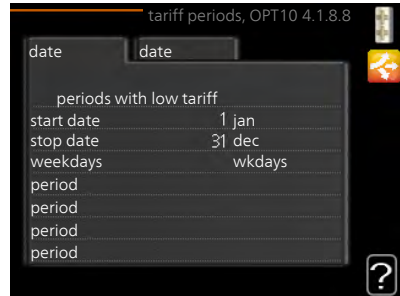 tariff periods, OPT10 4.1.8.8
date date
periods with low tariff
start date 1 jan
stop date 31 dec
weekdays wkdays
period
period
period
period
?